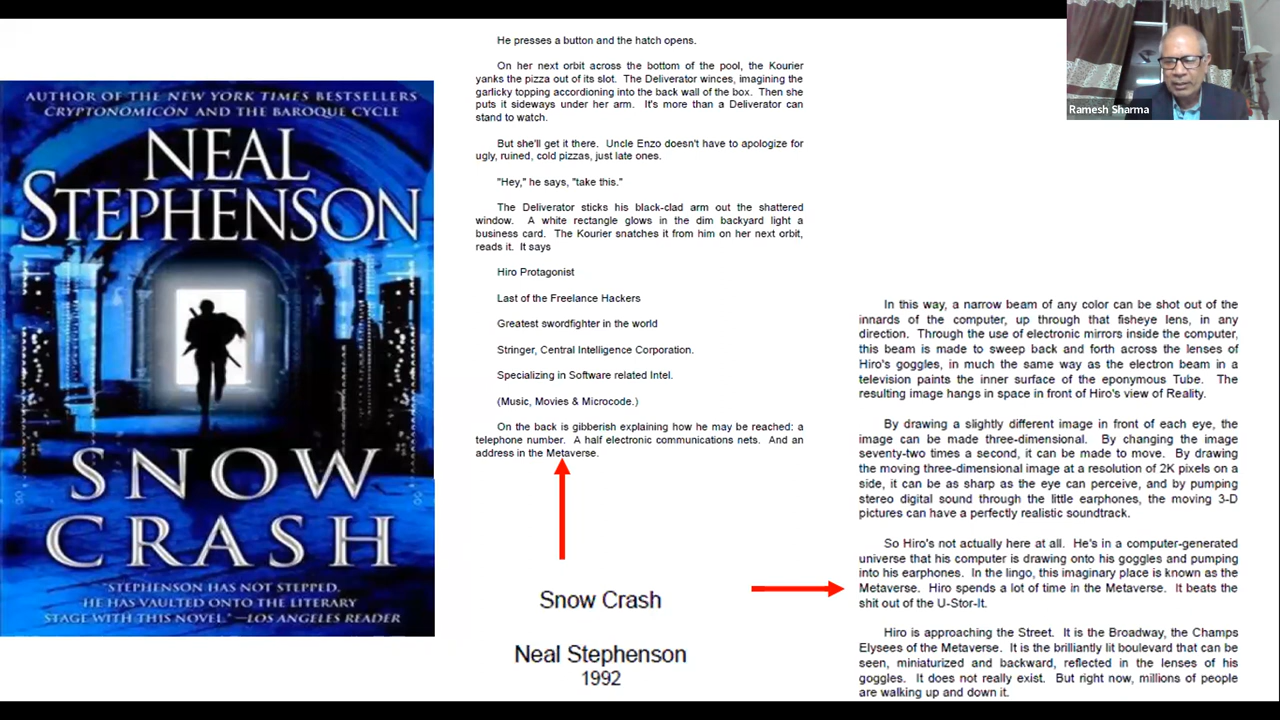 AUTHOR OF THE NEW YORK TIMES BESTSELLERS
CRYPTONOMICON AND THE BAROQUE CYCLE
NEAL
STEPHENSON
SNOW
CRASH
"STEPHENSON HAS NOT STEPPED,
HE HAS VAULTED ONTO THE LITERARY
STAGE WITH THIS NOVEL." —LOS ANGELES READER
He presses a button and the hatch opens.
On her next orbit across the bottom of the pool, the Kourier
yanks the pizza out of its slot. The Deliverator winces, imagining the
garlicky topping accordioning into the back wall of the box. Then she
puts it sideways under her arm. It's more than a Deliverator can
stand to watch.
But she'll get it there. Uncle Enzo doesn't have to apologize for
ugly, ruined, cold pizzas, just late ones.
"Hey," he says, "take this."
The Deliverator sticks his black-clad arm out the shattered
window. A white rectangle glows in the dim backyard light a
business card. The Kourier snatches it from him on her next orbit,
reads it. It says
Hiro Protagonist
Last of the Freelance Hackers
Greatest swordfighter in the world
Stringer, Central Intelligence Corporation.
Specializing in Software related Intel.
(Music, Movies & Microcode.)
On the back is gibberish explaining how he may be reached: a
telephone number. A half electronic communications nets. And an
address in the Metaverse.
Snow Crash
Neal Stephenson
1992
Ramesh Sharma
In this way, a narrow beam of any color can be shot out of the
innards of the computer, up through that fisheye lens, in any
direction. Through the use of electronic mirrors inside the computer,
this beam is made to sweep back and forth across the lenses of
Hiro's goggles, in much the same way as the electron beam in a
television paints the inner surface of the eponymous Tube. The
resulting image hangs in space in front of Hiro's view of Reality.
By drawing a slightly different image in front of each eye, the
image can be made three-dimensional. By changing the image
seventy-two times a second, it can be made to move. By drawing
the moving three-dimensional image at a resolution of 2K pixels on a
side, it can be as sharp as the eye can perceive, and by pumping
stereo digital sound through the little earphones, the moving 3-D
pictures can have a perfectly realistic soundtrack.
So Hiro's not actually here at all. He's in a computer-generated
universe that his computer is drawing onto his goggles and pumping
into his earphones. In the lingo, this imaginary place is known as the
Metaverse. Hiro spends a lot of time in the Metaverse. It beats the
shit out of the U-Stor-It.
Hiro is approaching the Street. It is the Broadway, the Champs
Elysees of the Metaverse. It is the brilliantly lit boulevard that can be
seen, miniaturized and backward, reflected in the lenses of his
goggles. It does not really exist. But right now, millions of people
are walking up and down it.